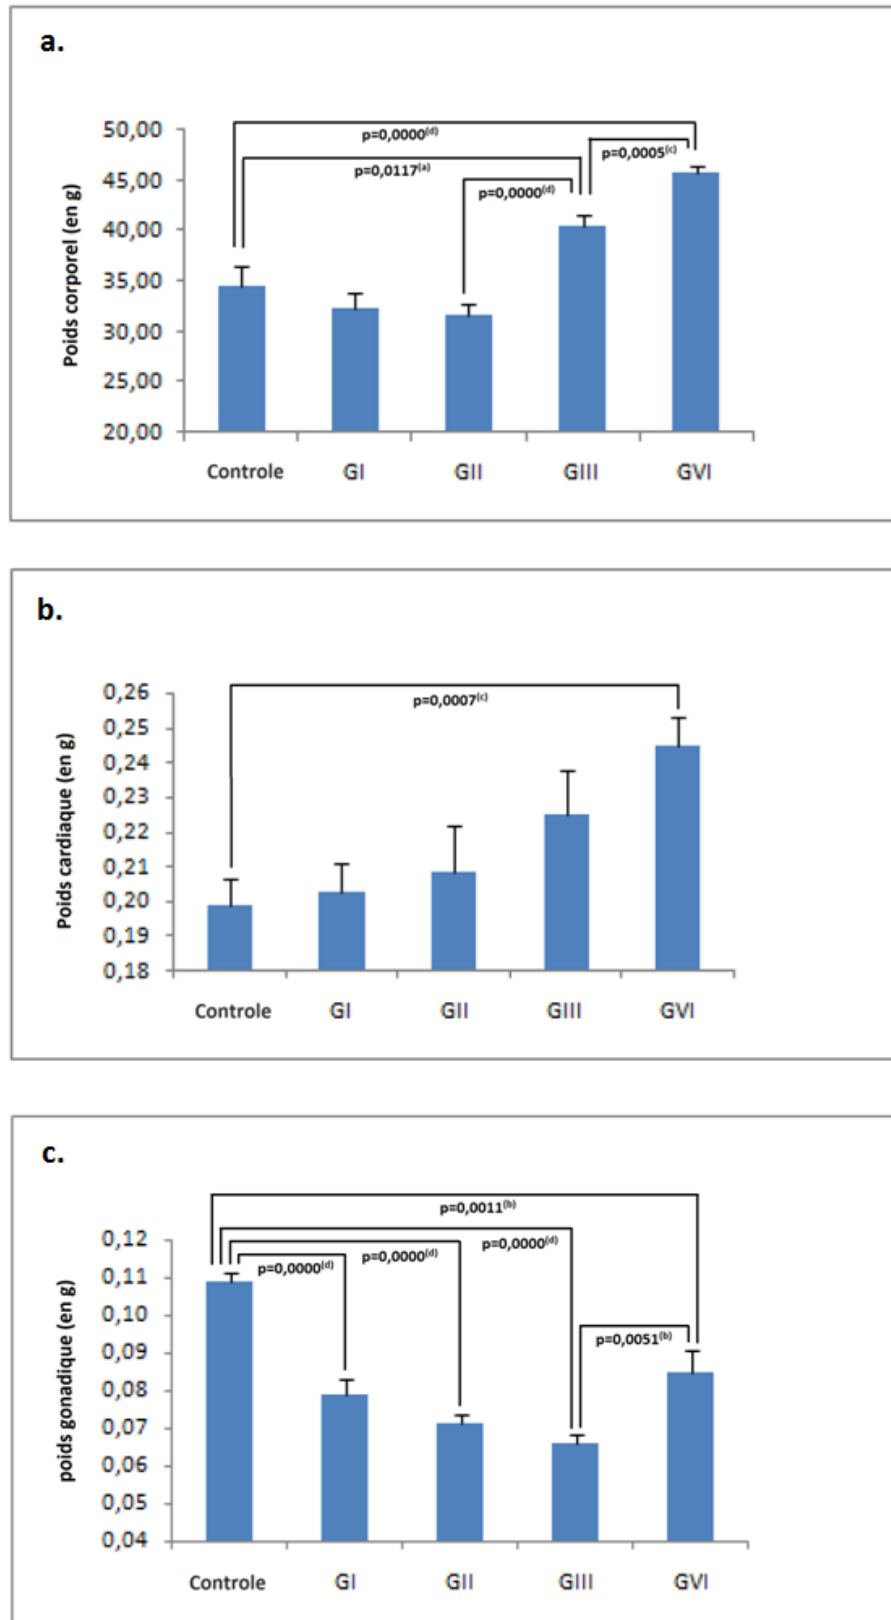 a.
p=0,0000(d)
p=0,0005(c)
p=0,0117(a)
p=0,0000(d)
Poids corporel (en g)
50,00
45,00
40,00
35,00
30,00
25,00
20,00
Controle GI GII GIII GVI
b.
p=0,0007(c)
Poids cardiaque (en g)
0,26
0,25
0,24
0,23
0,22
0,21
0,20
0,19
0,18
Controle GI GII GIII GVI
c.
p=0,0011(b)
p=0,0000(d)
p=0,0000(d)
p=0,0000(d)
p=0,0051(b)
poids gonadique (en g)
0,12
0,11
0,10
0,09
0,08
0,07
0,06
0,05
0,04
Controle GI GII GIII GVI